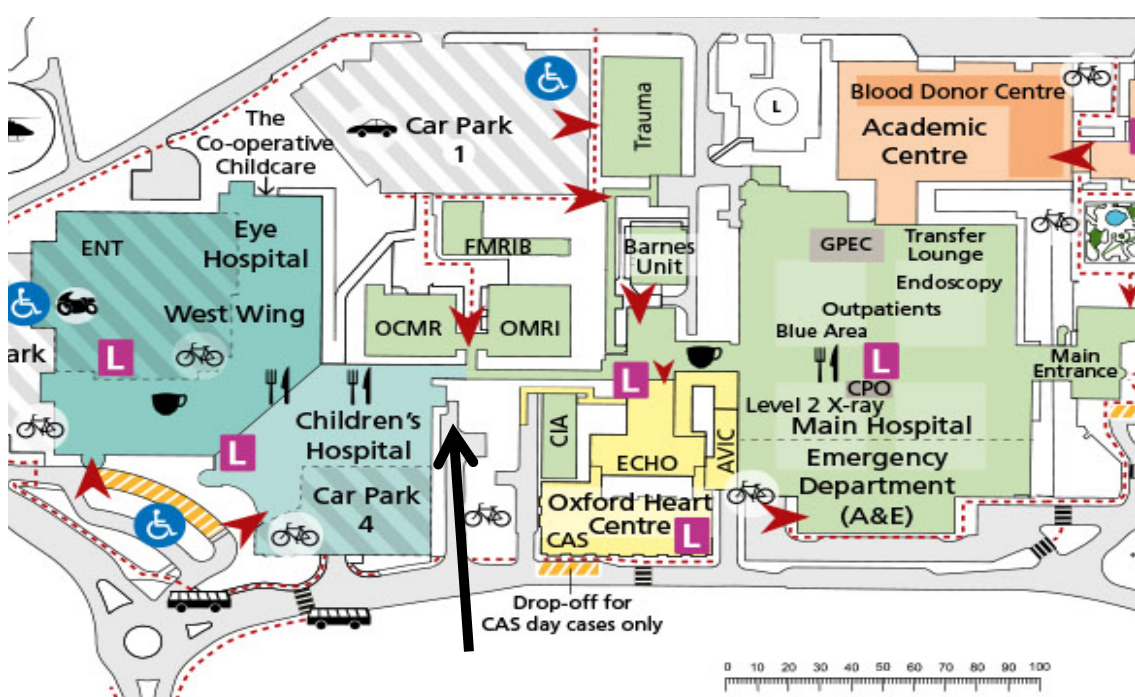 The
Co-operative
Childcare
Car Park
1
Trauma
L
Blood Donor Centre
Academic
Centre
ENT
Eye
Hospital
West Wing
FMRIB
Barnes
Unit
GPEC
Transfer
Lounge
Endoscopy
Outpatients
Blue Area
OCMR
OMRI
ark
L
L
L
CPO
Main
Entrance
Level 2 X-ray
Main Hospital
Children's
Hospital
L
CIA
ECHO
AVIC
Emergency
Department
(A&E)
Car Park
4
Oxford Heart
Centre
CAS
L
Drop-off for
CAS day cases only
0 10 20 30 40 50 60 70 80 90 100